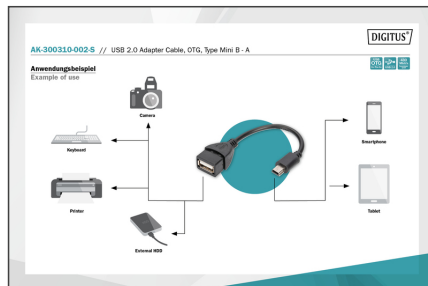 DIGITUS®
AK-300310-002-S // USB 2.0 Adapter Cable, OTG, Type Mini B - A
Anwendungsbeispiel
Example of use
OTG
Camera
Keyboard
Smartphone
Printer
Tablet
External HDD